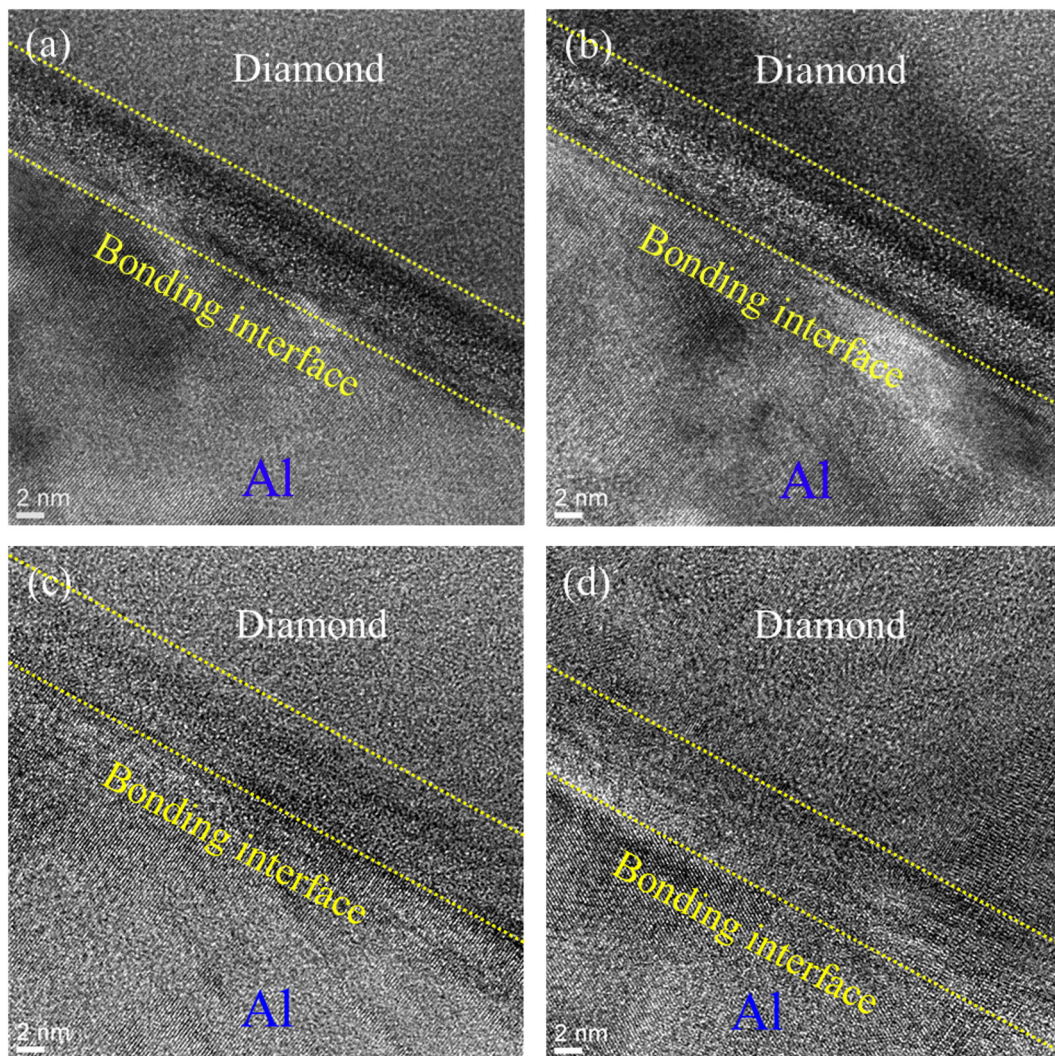 (a)
Diamond
Bonding interface
Al
2 nm
(b)
Diamond
Bonding interface
Al
2 nm
(c)
Diamond
Bonding interface
Al
2 nm
(d)
Diamond
Bonding interface
Al
2 nm